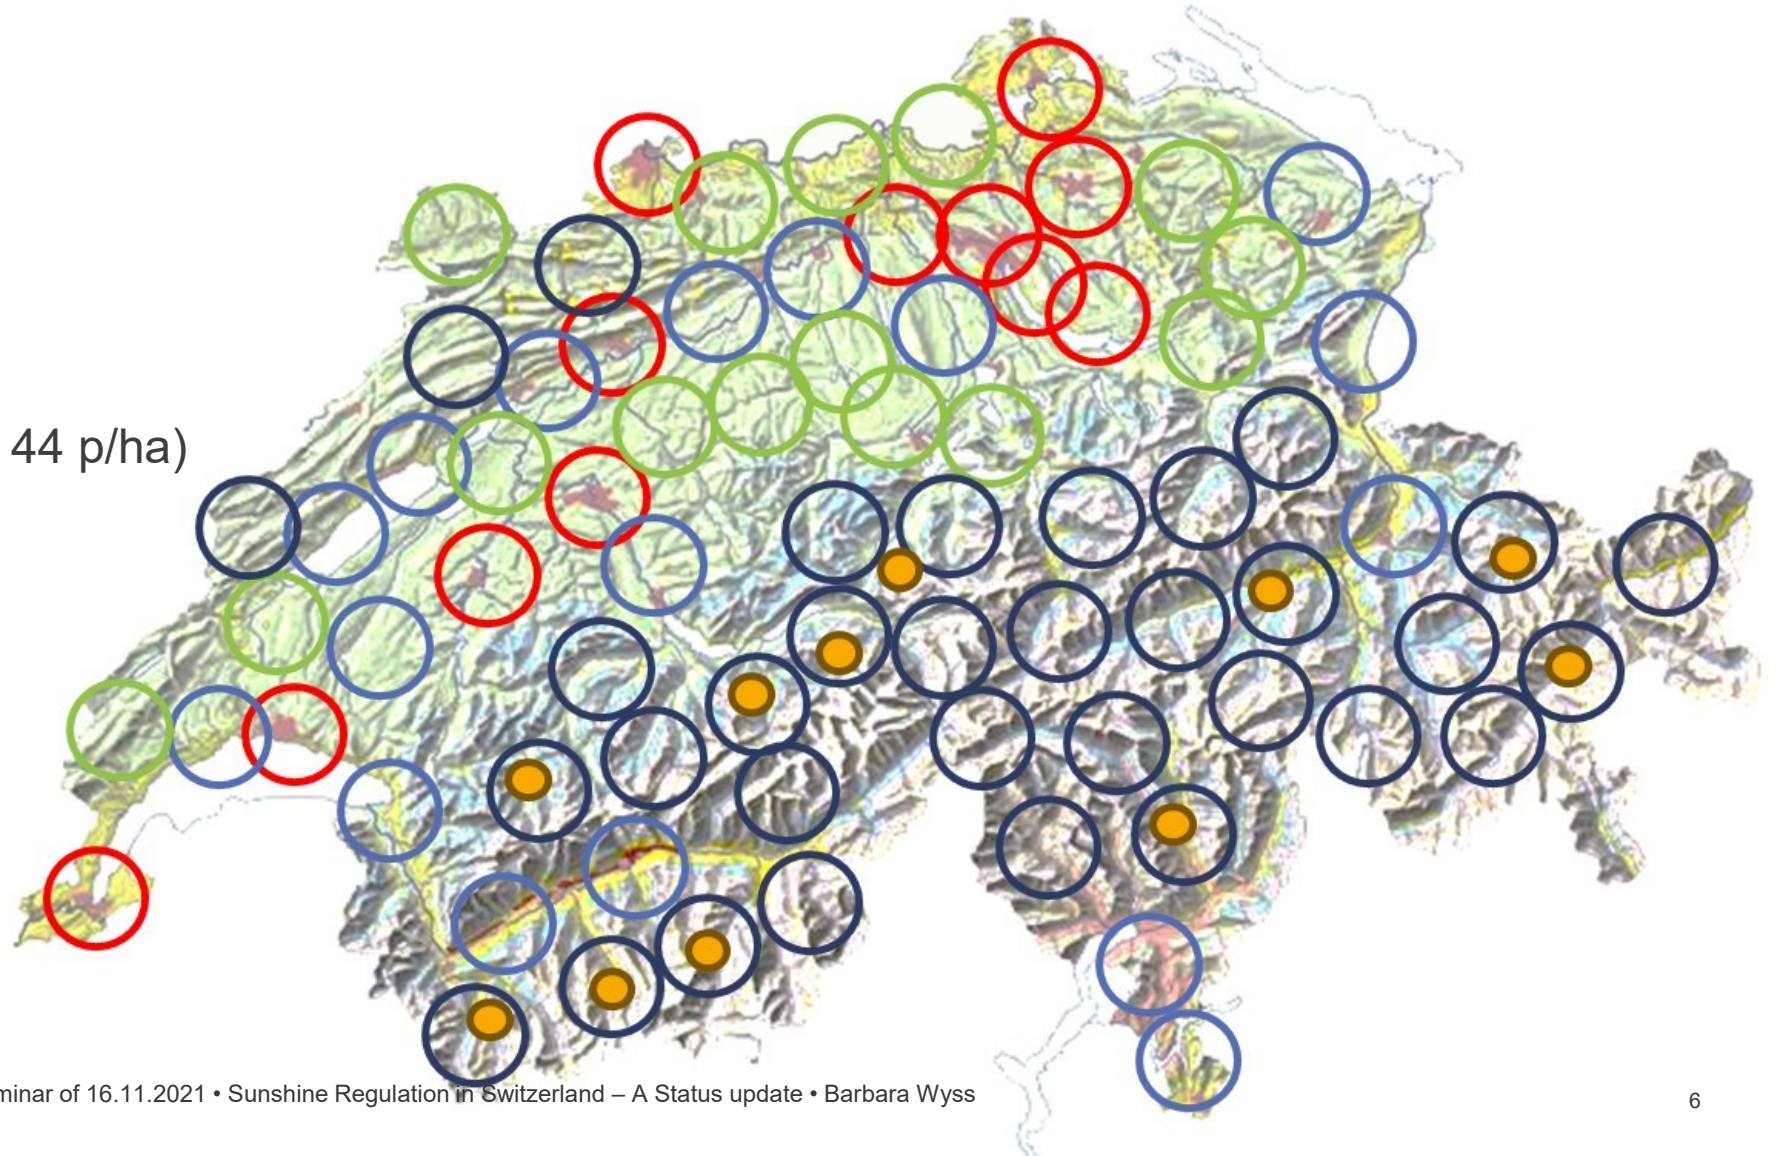 44 p/ha)
minar of 16.11.2021 • Sunshine Regulation in Switzerland – A Status update • Barbara Wyss
6